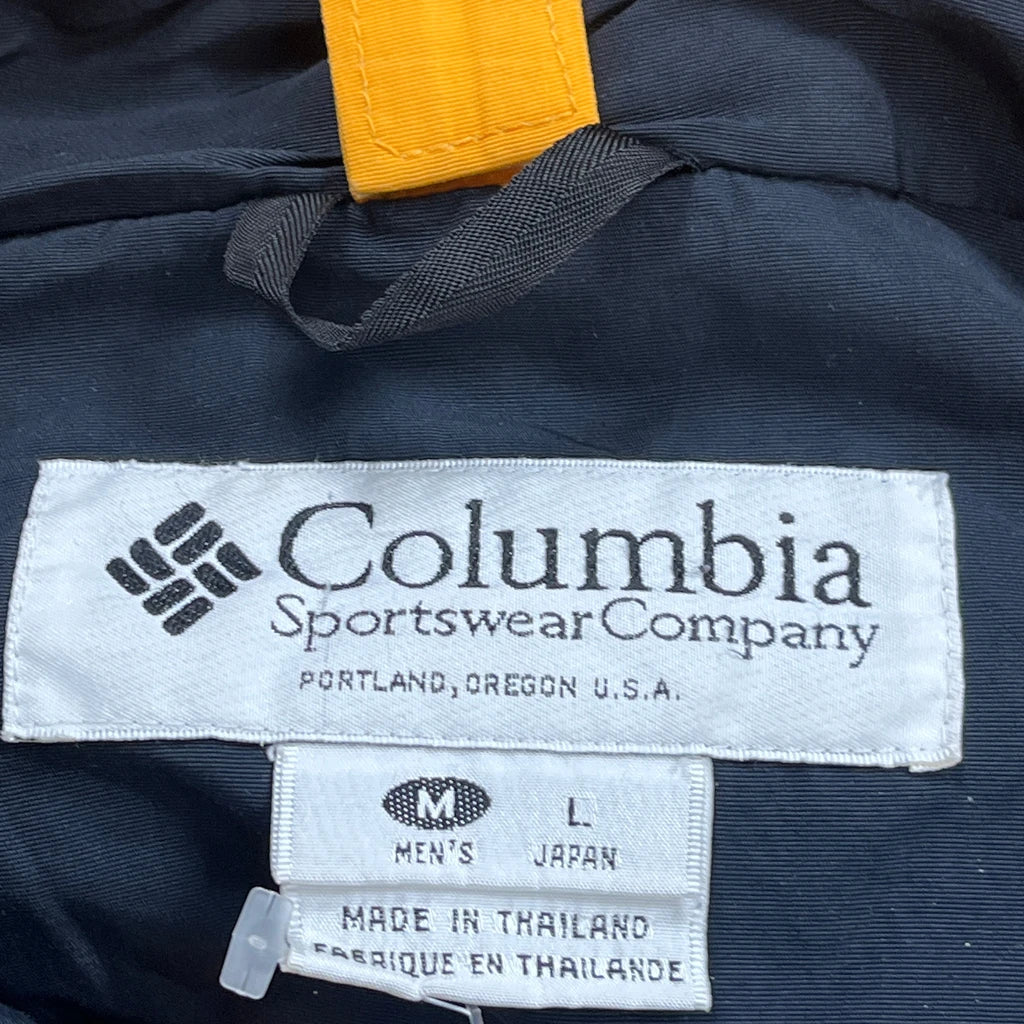 Columbia
Sportswear Company
PORTLAND, OREGON U.S.A.
M L
MEN'S JAPAN
MADE IN THAILAND
FABRIQUE EN THAILANDE